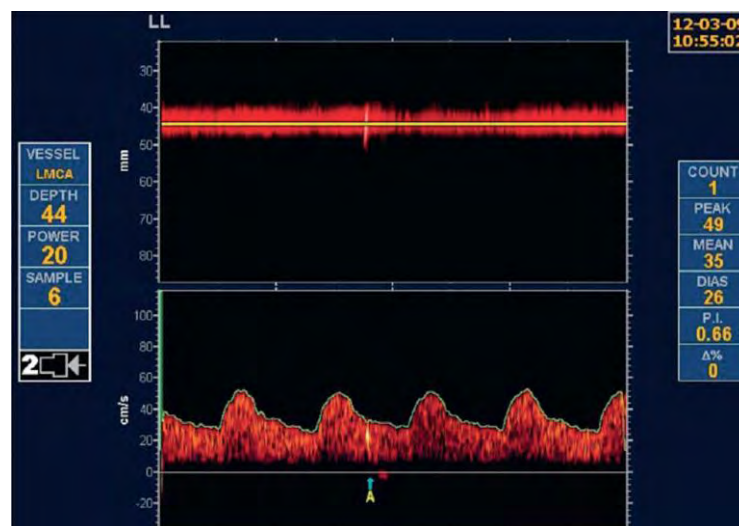 LL
12-03-09
10:55:02
30
40
50
60
70
80
mm
VESSEL
LMCA
DEPTH
44
POWER
20
SAMPLE
6
2
COUNT
1
PEAK
49
MEAN
35
DIAS
26
P.I.
0.66
Δ%
0
100
80
60
40
20
0
-20
cm/s
A